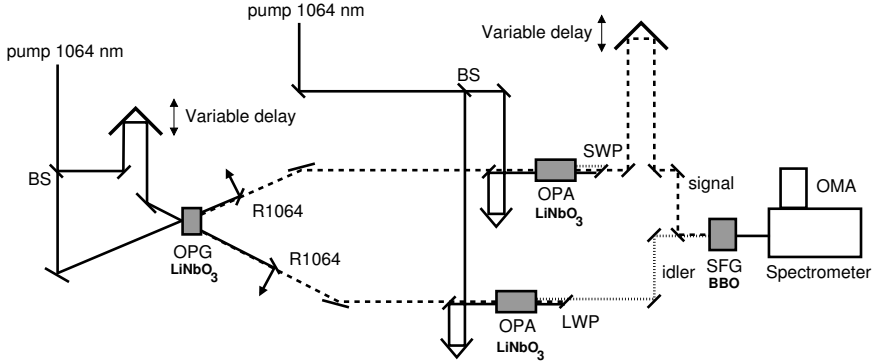 pump 1064 nm
Variable delay
pump 1064 nm
BS
Variable delay
SWP
BS
OPA
LiNbO3
signal
OMA
R1064
OPG
LiNbO3
R1064
idler
SFG
BBO
Spectrometer
OPA
LiNbO3
LWP